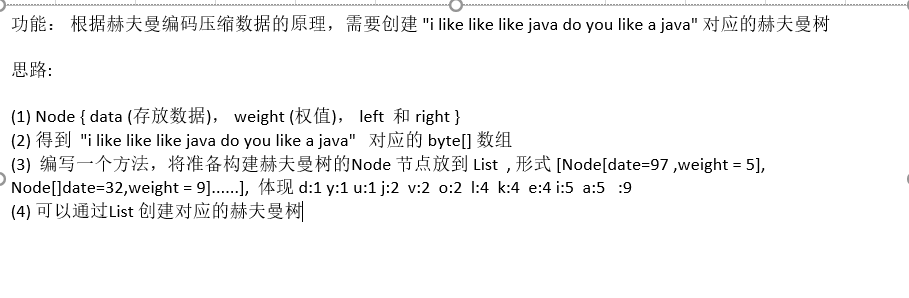 功能： 根据赫夫曼编码压缩数据的原理，需要创建 "i like like like java do you like a java" 对应的赫夫曼树
思路:
(1) Node { data (存放数据)， weight (权值)， left 和 right }
(2) 得到 "i like like like java do you like a java" 对应的 byte[] 数组
(3) 编写一个方法，将准备构建赫夫曼树的Node 节点放到 List , 形式 [Node[date=97 ,weight = 5],
Node[]date=32,weight = 9]......], 体现 d:1 y:1 u:1 j:2 v:2 o:2 l:4 k:4 e:4 i:5 a:5 :9
(4) 可以通过List 创建对应的赫夫曼树